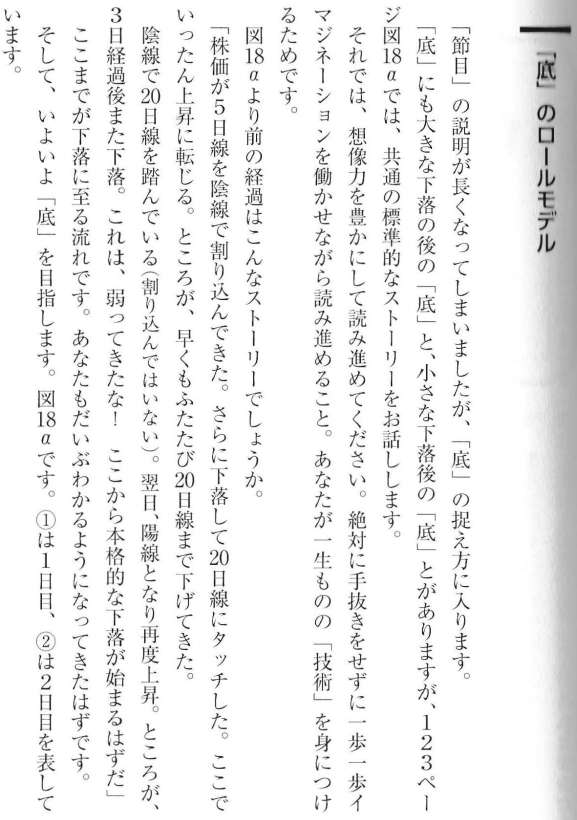 「底」のロールモデル
「節目」の説明が長くなってしまいましたが、「底」の捉え方に入ります。
「底」にも大きな下落の後の「底」と、小さな下落後の「底」とがありますが、123ペー
ジ図18αでは、共通の標準的なストーリーをお話しします。
それでは、想像力を豊かにして読み進めてください。絶対に手抜きをせずに一歩一歩イ
マジネーションを働かせながら読み進めること。あなたが一生ものの「技術」を身につけ
るためです。
図18αより前の経過はこんなストーリーでしょうか。
「株価が5日線を陰線で割り込んできた。さらに下落して20日線にタッチした。ここで
いったん上昇に転じる。ところが、早くもふたたび20日線まで下げてきた。
陰線で20日線を踏んでいる（割り込んではいない）。翌日、陽線となり再度上昇。ところが、
3日経過後また下落。これは、弱ってきたな！　ここから本格的な下落が始まるはずだ」
ここまでが下落に至る流れです。あなたもだいぶわかるようになってきたはずです。
そして、いよいよ「底」を目指します。図18αです。①は1日目、②は2日目を表して
います。